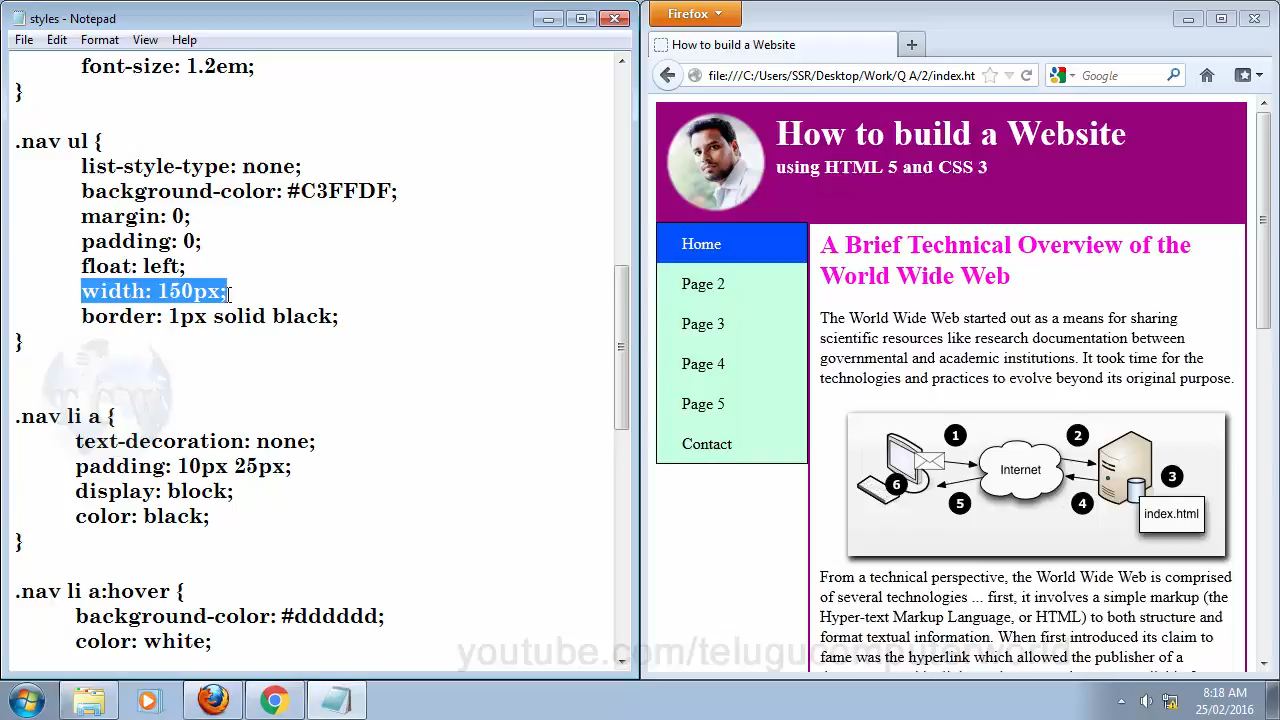 styles - Notepad
File Edit Format View Help
font-size: 1.2em;
}
.nav ul {
list-style-type: none;
background-color: #C3FFDF;
margin: 0;
padding: 0;
float: left;
width: 150px;
border: 1px solid black;
}
.nav li a {
text-decoration: none;
padding: 10px 25px;
display: block;
color: black;
}
.nav li a:hover {
background-color: #dddddd;
color: white;
Firefox
How to build a Website
file:///C:/Users/SSR/Desktop/Work/Q A/2/index.ht
Google
How to build a Website
using HTML 5 and CSS 3
Home
Page 2
Page 3
Page 4
Page 5
Contact
A Brief Technical Overview of the
World Wide Web
The World Wide Web started out as a means for sharing
scientific resources like research documentation between
governmental and academic institutions. It took time for the
technologies and practices to evolve beyond its original purpose.
1
2
Internet
3
6
5
4
index.html
From a technical perspective, the World Wide Web is comprised
of several technologies ... first, it involves a simple markup (the
Hyper-text Markup Language, or HTML) to both structure and
format textual information. When first introduced its claim to
fame was the hyperlink which allowed the publisher of a
youtube.com/telugucomputerworld
8:18 AM
25/02/2016